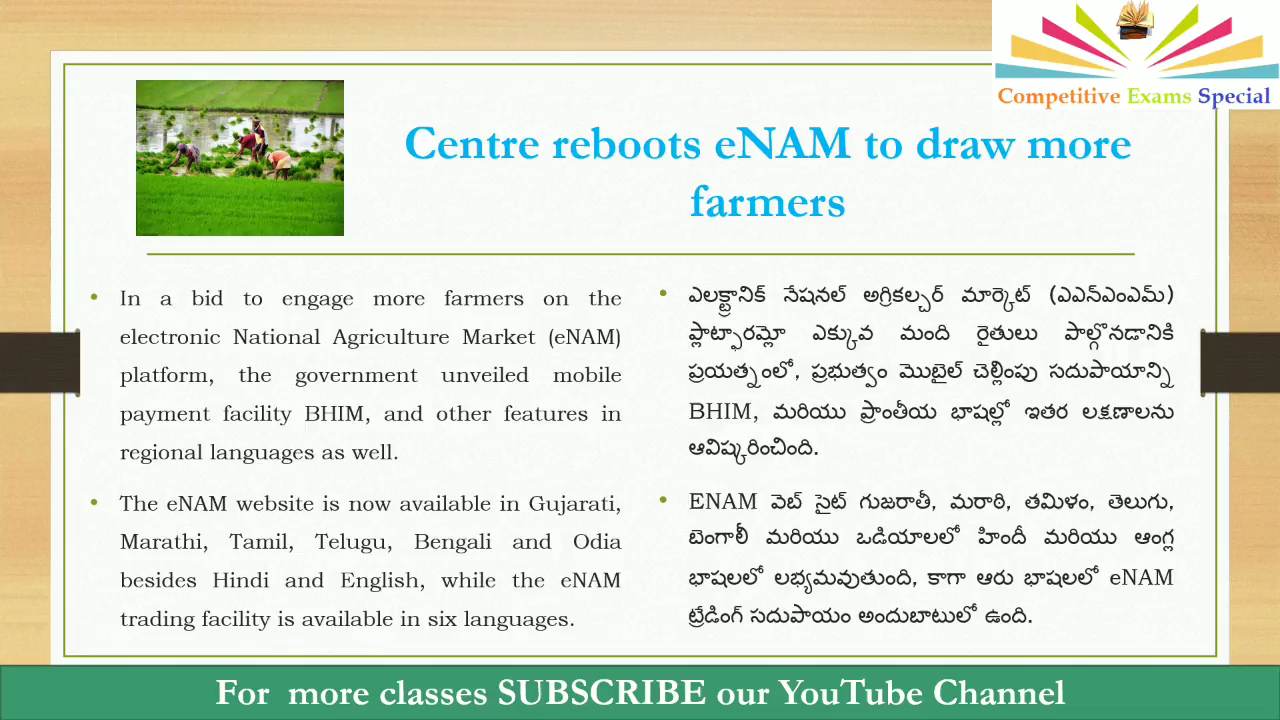 Competitive Exams Special
Centre reboots eNAM to draw more
farmers
• In a bid to engage more farmers on the
electronic National Agriculture Market (eNAM)
platform, the government unveiled mobile
payment facility BHIM, and other features in
regional languages as well.
• The eNAM website is now available in Gujarati,
Marathi, Tamil, Telugu, Bengali and Odia
besides Hindi and English, while the eNAM
trading facility is available in six languages.
• ఎలక్ట్రానిక్ నేషనల్ అగ్రికల్చర్ మార్కెట్ (ఎఎన్ఎంఎమ్)
ప్లాట్ఫారమ్లో ఎక్కువ మంది రైతులు పాల్గొనడానికి
ప్రయత్నంలో, ప్రభుత్వం మొబైల్ చెల్లింపు సదుపాయాన్ని
BHIM, మరియు ప్రాంతీయ భాషల్లో ఇతర లక్షణాలను
ఆవిష్కరించింది.
• ENAM వెబ్ సైట్ గుజరాతీ, మరాఠి, తమిళం, తెలుగు,
బెంగాలీ మరియు ఒడియాలలో హిందీ మరియు ఆంగ్ల
భాషలలో లభ్యమవుతుంది, కాగా ఆరు భాషలలో eNAM
ట్రేడింగ్ సదుపాయం అందుబాటులో ఉంది.
For more classes SUBSCRIBE our YouTube Channel